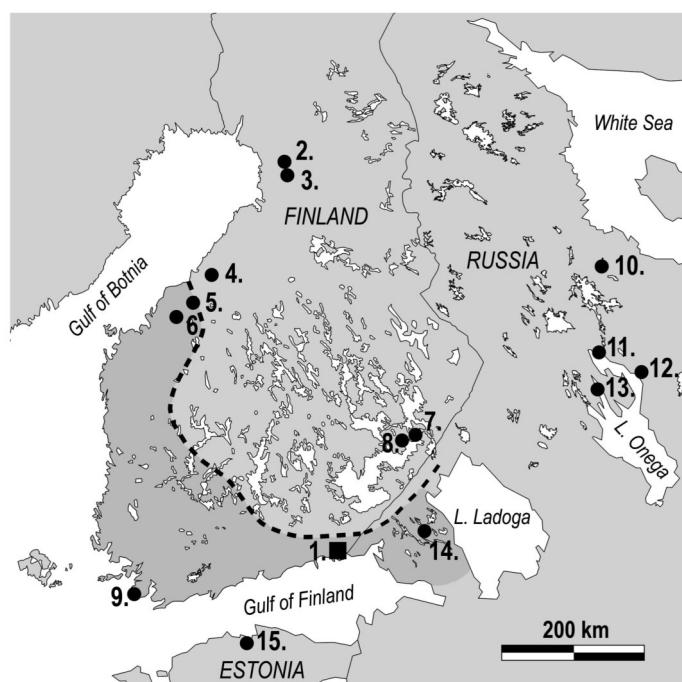 White Sea
2.
3.
FINLAND
Gulf of Botnia
RUSSIA
4.
10.
5.
6.
11.
12.
13.
7.
8.
L. Onega
L. Ladoga
1.
14.
9.
Gulf of Finland
200 km
15.
ESTONIA